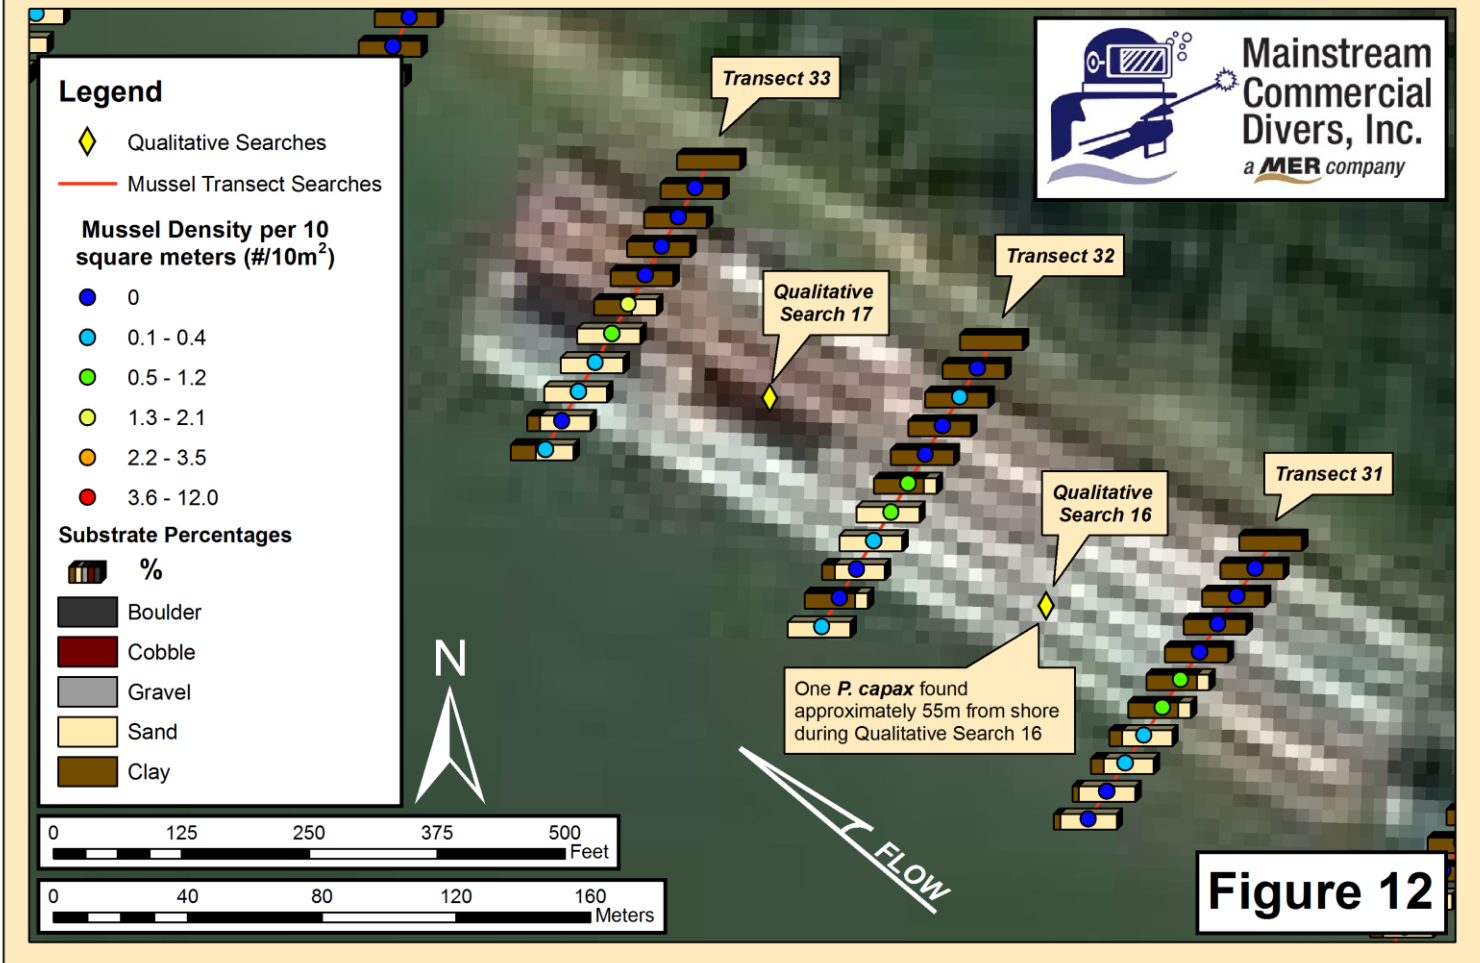 Legend
Qualitative Searches
Mussel Transect Searches
Mussel Density per 10
square meters (#/10m²)
0
0.1 - 0.4
0.5 - 1.2
1.3 - 2.1
2.2 - 3.5
3.6 - 12.0
Substrate Percentages
%
Boulder
Cobble
Gravel
Sand
Clay
Transect 33
Transect 32
Transect 31
Qualitative
Search 17
Qualitative
Search 16
One P. capax found
approximately 55m from shore
during Qualitative Search 16
Mainstream
Commercial
Divers, Inc.
a MER company
N
FLOW
0 125 250 375 500
Feet
0 40 80 120 160
Meters
Figure 12